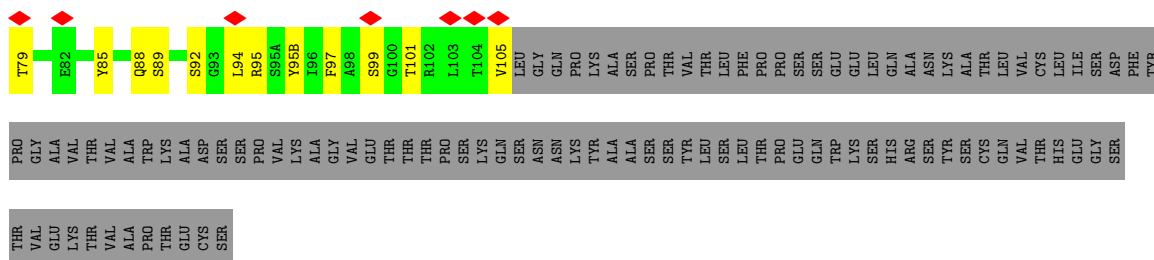 T79 E82 Y85 Q88 S89 S92 G93 L94 R95 S95A Y95B I96 F97 A98 S99 G100 T101 R102 L103 T104 V105 LEU GLY GLN PRO LYS ALA SER PRO THR VAL THR LEU PHE PRO PRO SER SER GLU GLU LEU GLN ALA ASN LYS ALA THR LEU VAL CYS LEU ILE SER ASP PHE TYR
PRO GLY ALA VAL THR VAL ALA TRP LYS ALA ASP SER SER PRO VAL LYS ALA GLY VAL GLU THR THR THR PRO SER LYS GLN SER ASN ASN LYS TYR ALA ALA SER SER TYR LEU SER LEU THR PRO GLU GLN TRP LYS SER HIS ARG SER TYR SER CYS GLN VAL THR HIS GLU GLY SER
THR VAL GLU LYS THR VAL ALA PRO THR GLU CYS SER